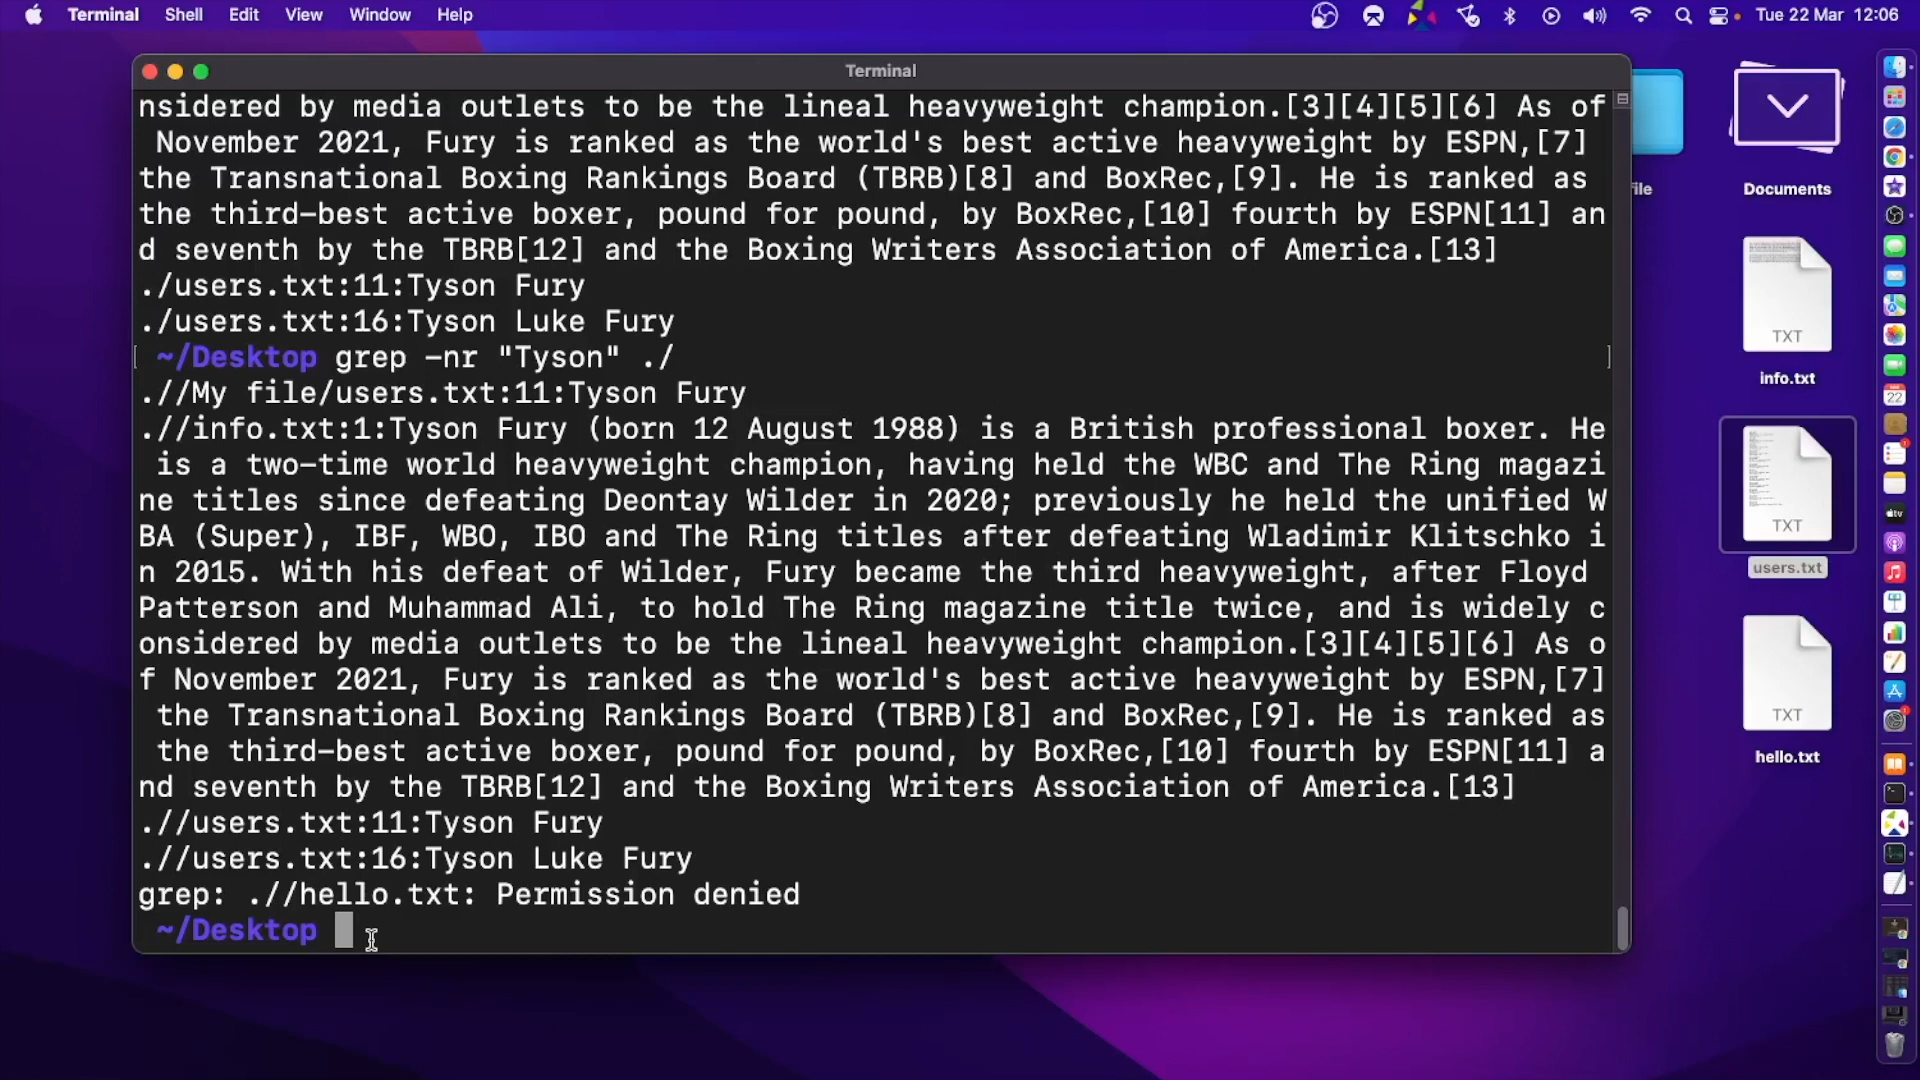 Terminal Shell Edit View Window Help Tue 22 Mar 12:06
Terminal
nsidered by media outlets to be the lineal heavyweight champion.[3][4][5][6] As of
November 2021, Fury is ranked as the world's best active heavyweight by ESPN,[7]
the Transnational Boxing Rankings Board (TBRB)[8] and BoxRec,[9]. He is ranked as
the third-best active boxer, pound for pound, by BoxRec,[10] fourth by ESPN[11] an
d seventh by the TBRB[12] and the Boxing Writers Association of America.[13]
./users.txt:11:Tyson Fury
./users.txt:16:Tyson Luke Fury
[ ~/Desktop grep -nr "Tyson" ./ ]
.//My file/users.txt:11:Tyson Fury
.//info.txt:1:Tyson Fury (born 12 August 1988) is a British professional boxer. He
is a two-time world heavyweight champion, having held the WBC and The Ring magazi
ne titles since defeating Deontay Wilder in 2020; previously he held the unified W
BA (Super), IBF, WBO, IBO and The Ring titles after defeating Wladimir Klitschko i
n 2015. With his defeat of Wilder, Fury became the third heavyweight, after Floyd
Patterson and Muhammad Ali, to hold The Ring magazine title twice, and is widely c
onsidered by media outlets to be the lineal heavyweight champion.[3][4][5][6] As o
f November 2021, Fury is ranked as the world's best active heavyweight by ESPN,[7]
the Transnational Boxing Rankings Board (TBRB)[8] and BoxRec,[9]. He is ranked as
the third-best active boxer, pound for pound, by BoxRec,[10] fourth by ESPN[11] a
nd seventh by the TBRB[12] and the Boxing Writers Association of America.[13]
.//users.txt:11:Tyson Fury
.//users.txt:16:Tyson Luke Fury
grep: .//hello.txt: Permission denied
~/Desktop
file
Documents
TXT
info.txt
TXT
users.txt
TXT
hello.txt
22
tv